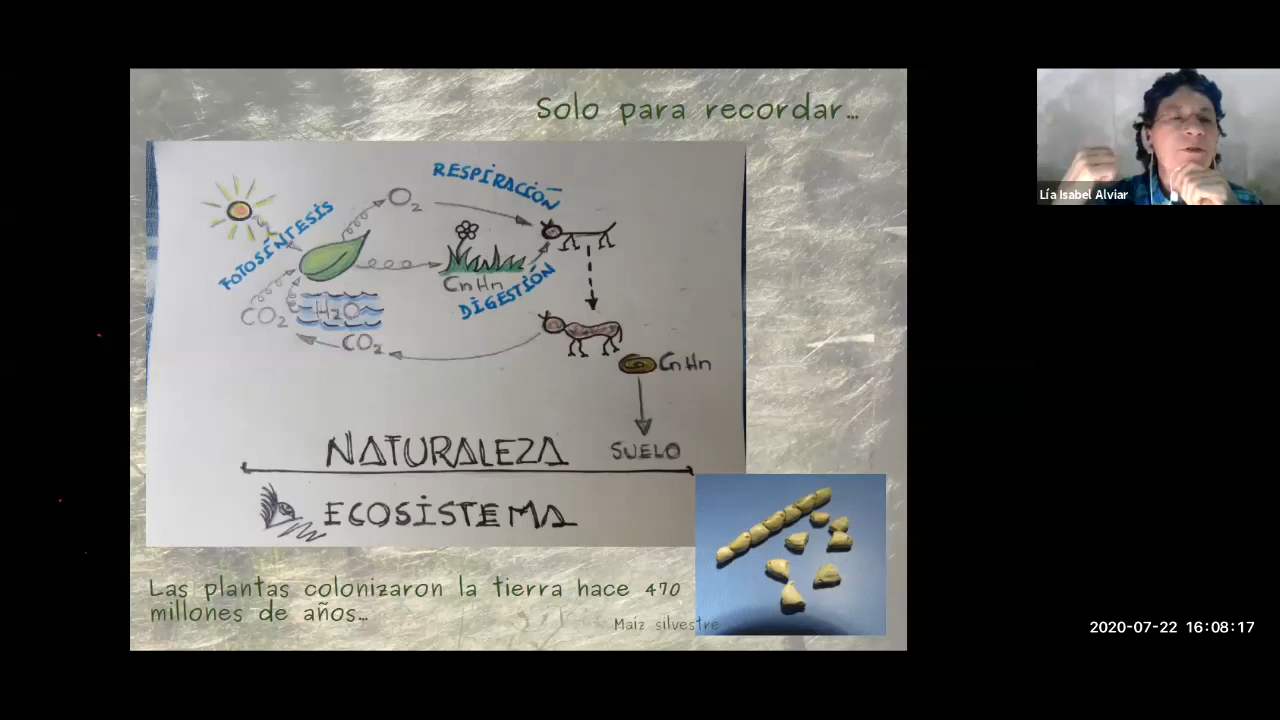 Solo para recordar...
RESPIRACIÓN
O2
FOTOSÍNTESIS
CnHn
DIGESTIÓN
CO2
H2O
CO2
CnHn
SUELO
NATURALEZA
ECOSISTEMA
Las plantas colonizaron la tierra hace 470
millones de años...
Maiz silvestre
Lía Isabel Alviar
2020-07-22 16:08:17